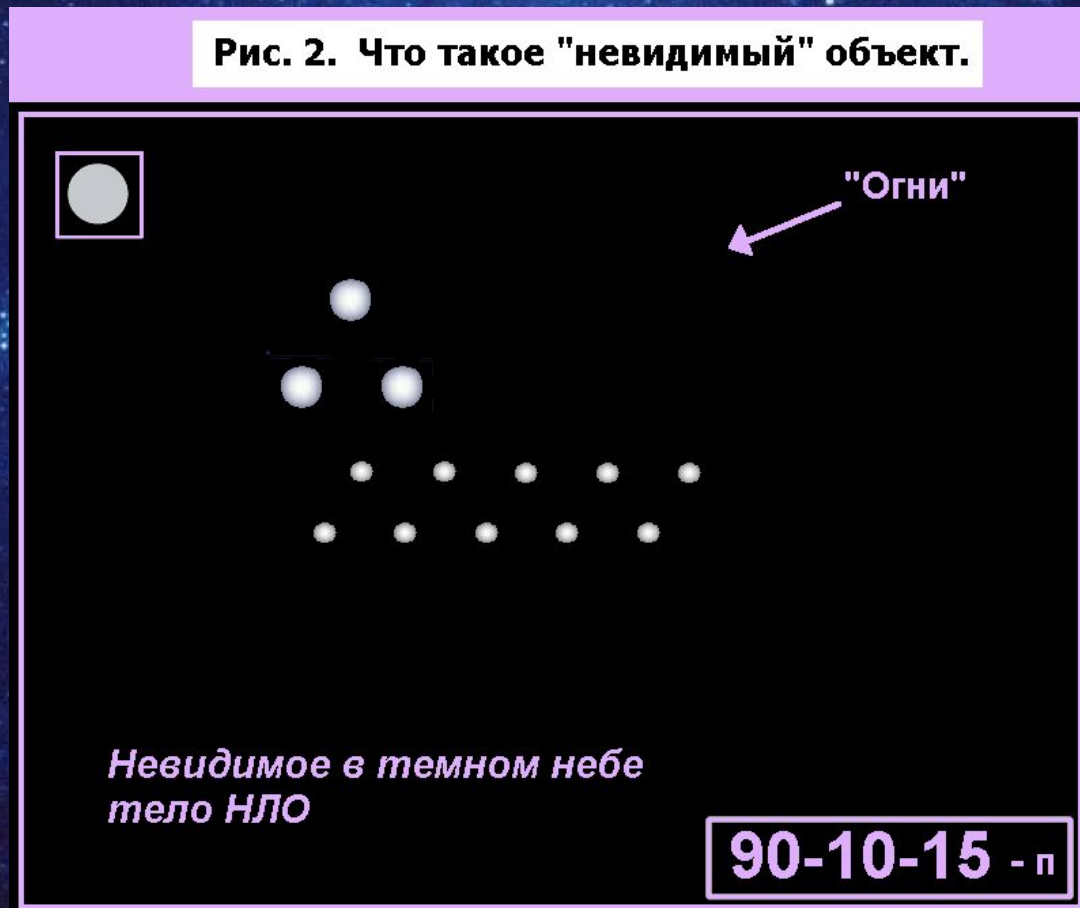 Рис. 2. Что такое "невидимый" объект.
"Огни"
Невидимое в темном небе
тело НЛО
90-10-15 - п